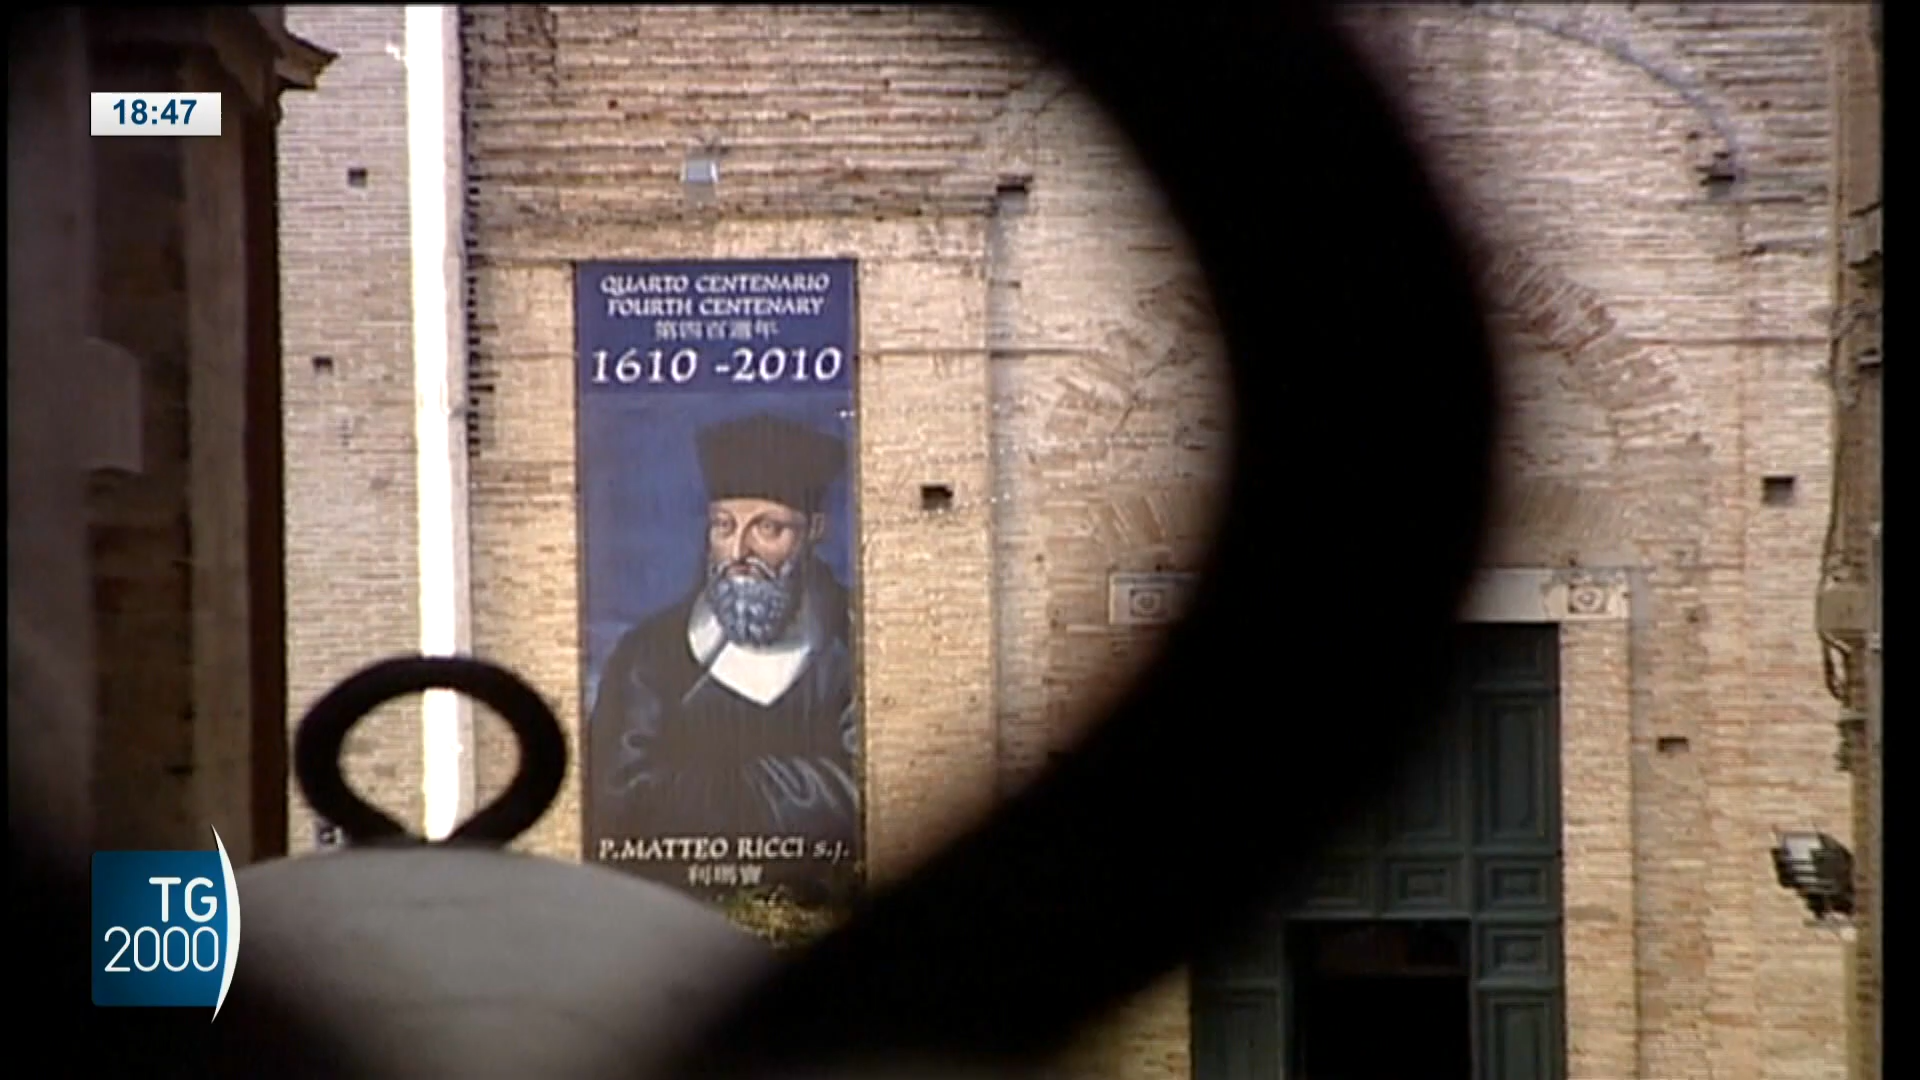 18:47
QUARTO CENTENARIO
FOURTH CENTENARY
第四百週年
1610 -2010
P.MATTEO RICCI s.j.
利瑪竇
TG
2000